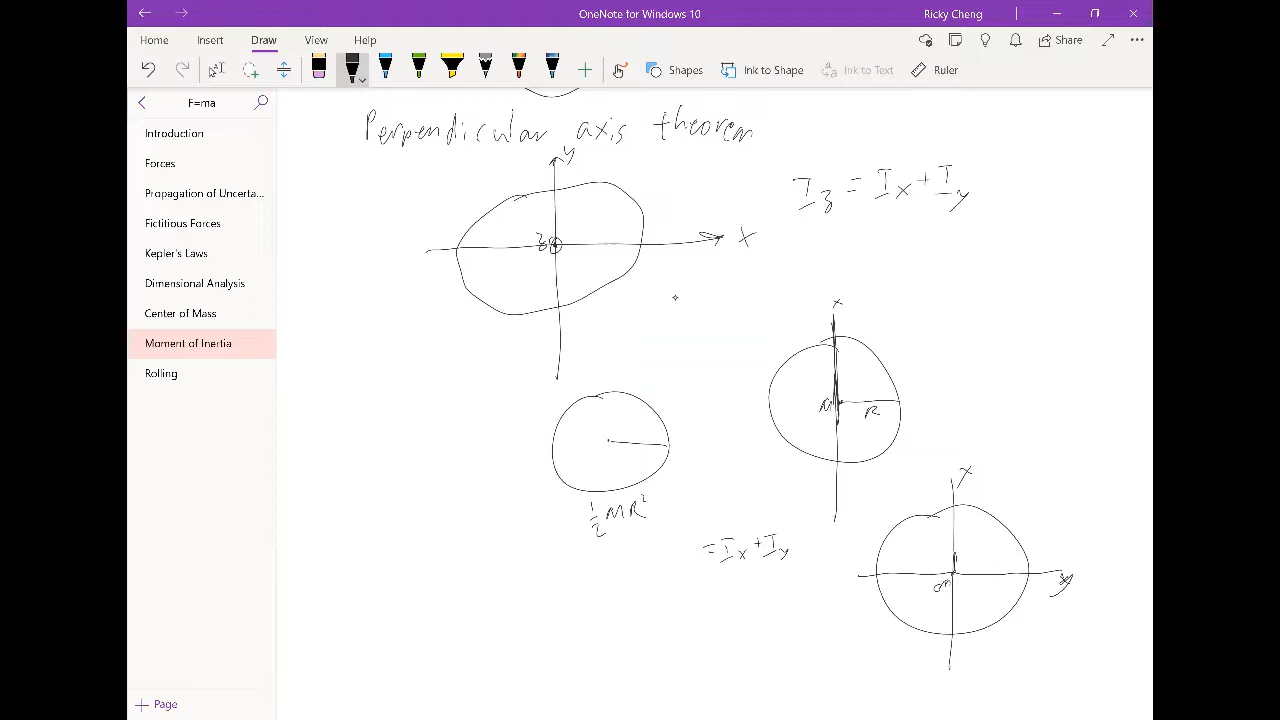 OneNote for Windows 10
Ricky Cheng
Home Insert Draw View Help
Share
Shapes Ink to Shape Ink to Text Ruler
F=ma
Introduction
Forces
Propagation of Uncerta...
Fictitious Forces
Kepler's Laws
Dimensional Analysis
Center of Mass
Moment of Inertia
Rolling
Page
Perpendicular axis theorem
y
I_z = I_x + I_y
z
x
x
M
R
1/2 MR²
= I_x + I_y
x
y